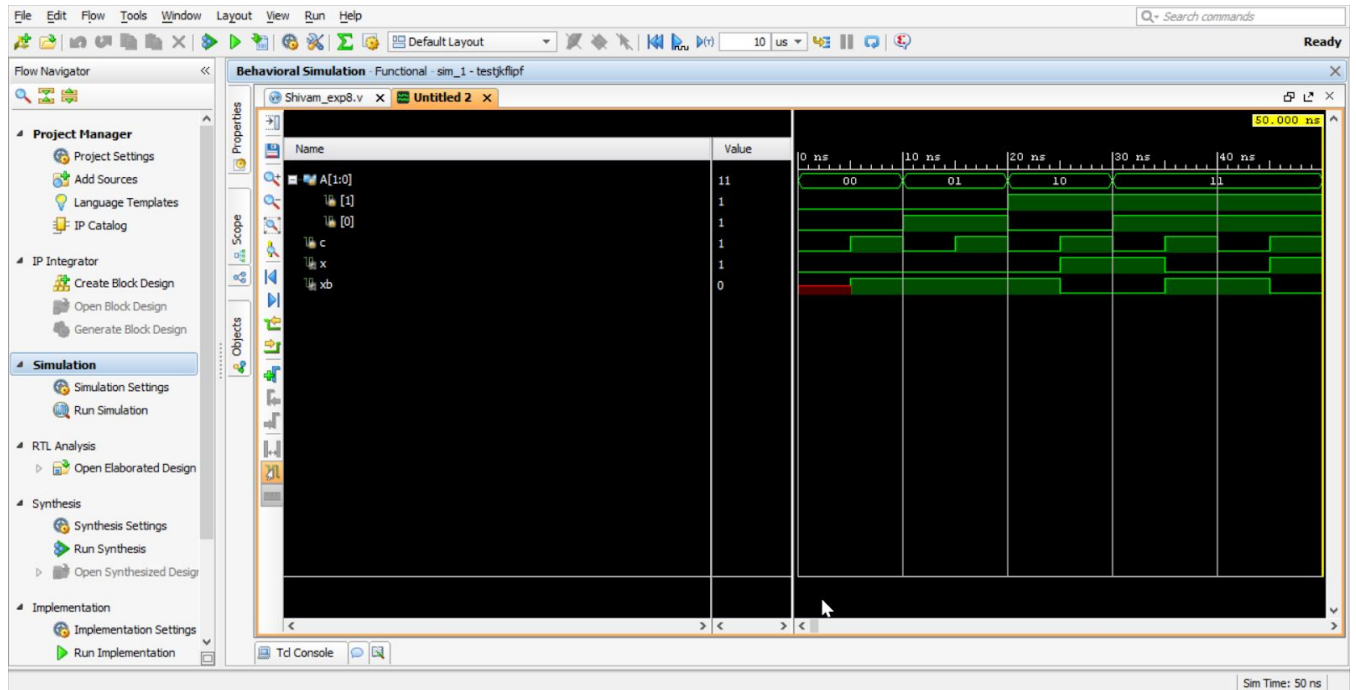 File Edit Flow Tools Window Layout View Run Help
Search commands
Default Layout
(T)
10 us
Ready
Flow Navigator
Behavioral Simulation - Functional - sim_1 - testjkflipf
Shivam_exp8.v
Untitled 2
Properties
Scope
Objects
Project Manager
Project Settings
Add Sources
Language Templates
IP Catalog
IP Integrator
Create Block Design
Open Block Design
Generate Block Design
Simulation
Simulation Settings
Run Simulation
RTL Analysis
Open Elaborated Design
Synthesis
Synthesis Settings
Run Synthesis
Open Synthesized Desigr
Implementation
Implementation Settings
Run Implementation
Name Value
50.000 ns
0 ns 10 ns 20 ns 30 ns 40 ns
A[1:0] 11 00 01 10 11
[1] 1
[0] 1
c 1
x 1
xb 0
Tcl Console
Sim Time: 50 ns